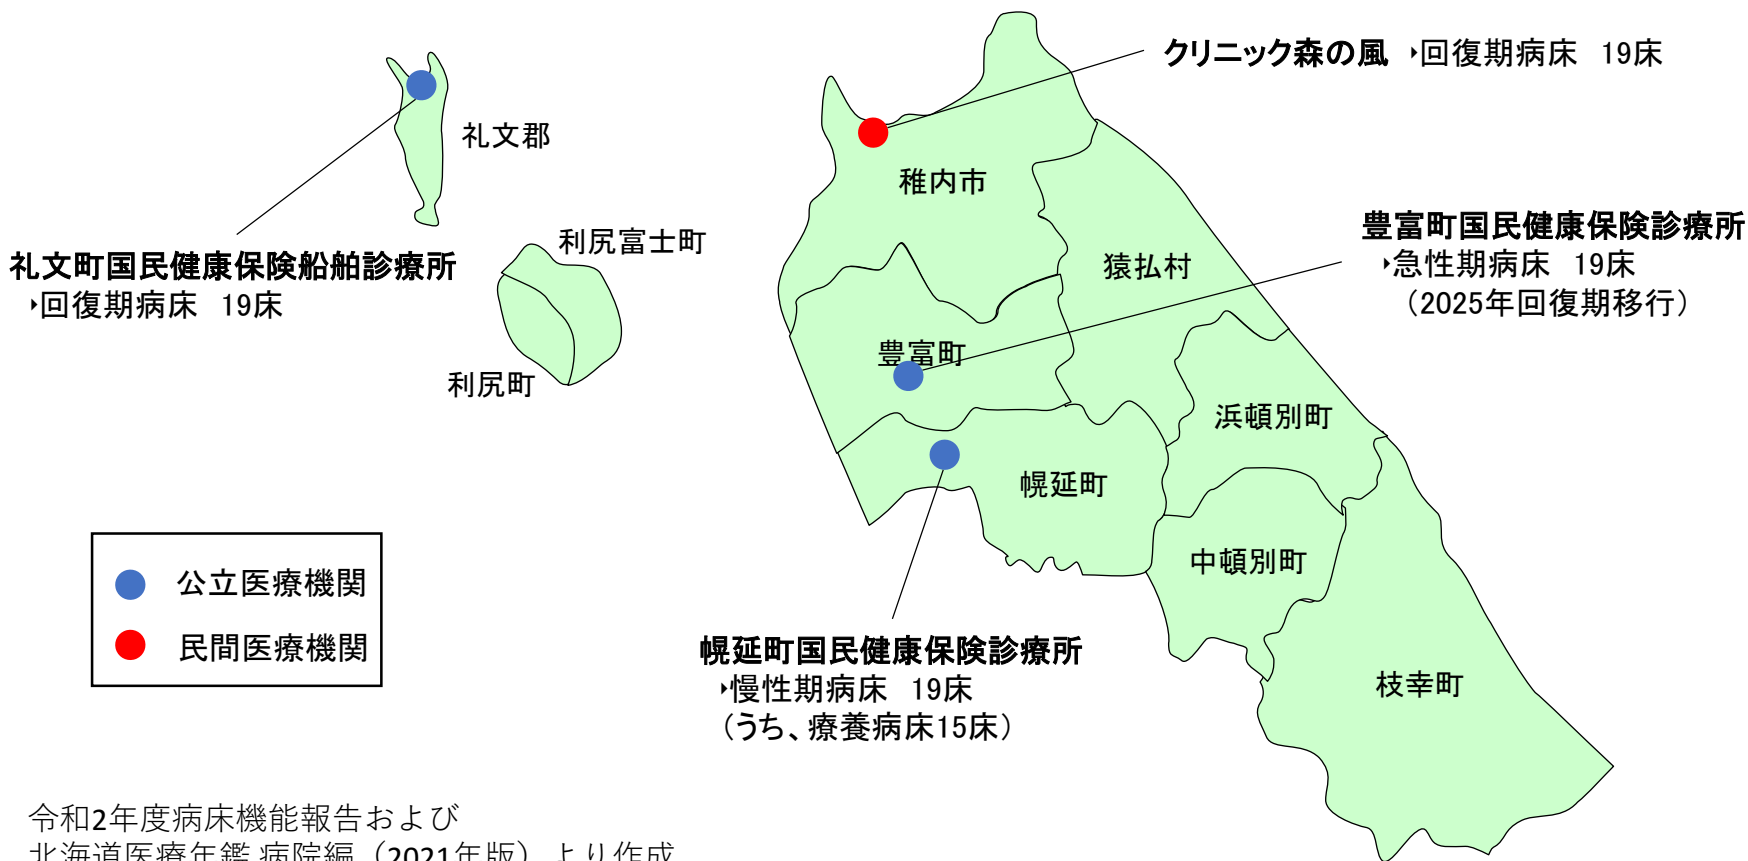 クリニック森の風 ▸回復期病床 19床
礼文郡
稚内市
礼文町国民健康保険船舶診療所
▸回復期病床 19床
利尻富士町
利尻町
猿払村
豊富町国民健康保険診療所
▸急性期病床 19床
（2025年回復期移行）
豊富町
浜頓別町
幌延町
中頓別町
枝幸町
公立医療機関
民間医療機関
幌延町国民健康保険診療所
▸慢性期病床 19床
（うち、療養病床15床）
令和2年度病床機能報告および
北海道医療年鑑 病院編（2021年版）より作成